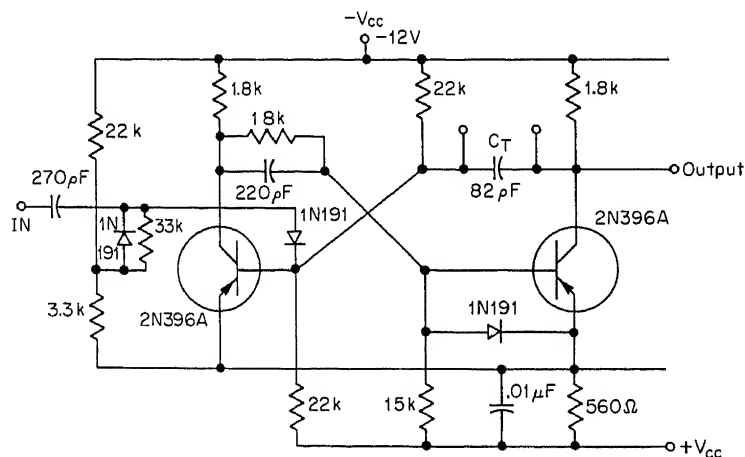 -Vcc
-12V
1.8k
22k
1.8k
22k
18k
CT
Output
270pF
220pF
82pF
IN
1N191
2N396A
1N
191
33k
3.3k
2N396A
1N191
22k
15k
.01μF
560Ω
+Vcc